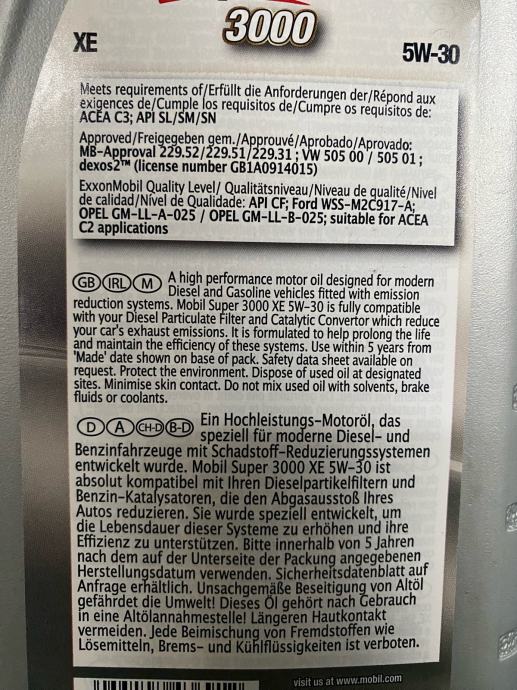 3000
XE
5W-30
Meets requirements of/Erfüllt die Anforderungen der/Répond aux
exigences de/Cumple los requisitos de/Cumpre os requisitos de:
ACEA C3; API SL/SM/SN
Approved/Freigegeben gem./Approuvé/Aprobado/Aprovado:
MB-Approval 229.52/229.51/229.31; VW 505 00 / 505 01;
dexos2™ (license number GB1A0914015)
ExxonMobil Quality Level/ Qualitätsniveau/Niveau de qualité/Nivel
de calidad/Nível de Qualidade: API CF; Ford WSS-M2C917-A;
OPEL GM-LL-A-025 / OPEL GM-LL-B-025; suitable for ACEA
C2 applications
GB IRL M A high performance motor oil designed for modern
Diesel and Gasoline vehicles fitted with emission
reduction systems. Mobil Super 3000 XE 5W-30 is fully compatible
with your Diesel Particulate Filter and Catalytic Convertor which reduce
your car's exhaust emissions. It is formulated to help prolong the life
and maintain the efficiency of these systems. Use within 5 years from
'Made' date shown on base of pack. Safety data sheet available on
request. Protect the environment. Dispose of used oil at designated
sites. Minimise skin contact. Do not mix used oil with solvents, brake
fluids or coolants.
D A CH-D B-D Ein Hochleistungs-Motoröl, das
speziell für moderne Diesel- und
Benzinfahrzeuge mit Schadstoff-Reduzierungssystemen
entwickelt wurde. Mobil Super 3000 XE 5W-30 ist
absolut kompatibel mit Ihren Dieselpartikelfiltern und
Benzin-Katalysatoren, die den Abgasausstoß Ihres
Autos reduzieren. Sie wurde speziell entwickelt, um
die Lebensdauer dieser Systeme zu erhöhen und ihre
Effizienz zu unterstützen. Bitte innerhalb von 5 Jahren
nach dem auf der Unterseite der Packung angegebenen
Herstellungsdatum verwenden. Sicherheitsdatenblatt auf
Anfrage erhältlich. Unsachgemäße Beseitigung von Altöl
gefährdet die Umwelt! Dieses Öl gehört nach Gebrauch
in eine Altölannahmestelle! Längeren Hautkontakt
vermeiden. Jede Beimischung von Fremdstoffen wie
Lösemitteln, Brems- und Kühlflüssigkeiten ist verboten.
visit us at www.mobil.com